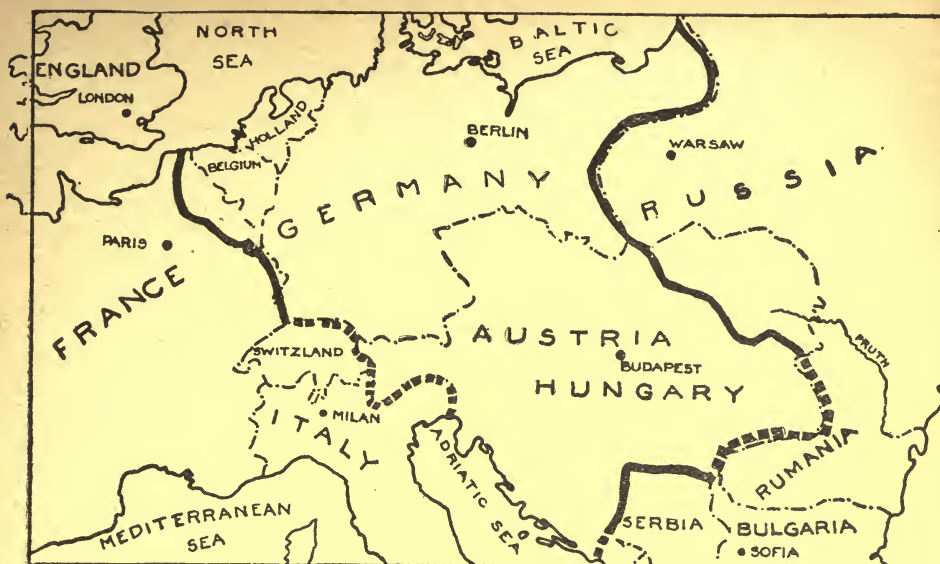 NORTH
SEA
BALTIC
SEA
ENGLAND
LONDON
HOLLAND
BELGIUM
BERLIN
WARSAW
GERMANY
RUSSIA
PARIS
FRANCE
AUSTRIA
HUNGARY
BUDAPEST
SWITZLAND
PRUTH
MILAN
ITALY
ADRIATIC SEA
RUMANIA
MEDITERRANEAN
SEA
SERBIA
BULGARIA
SOFIA